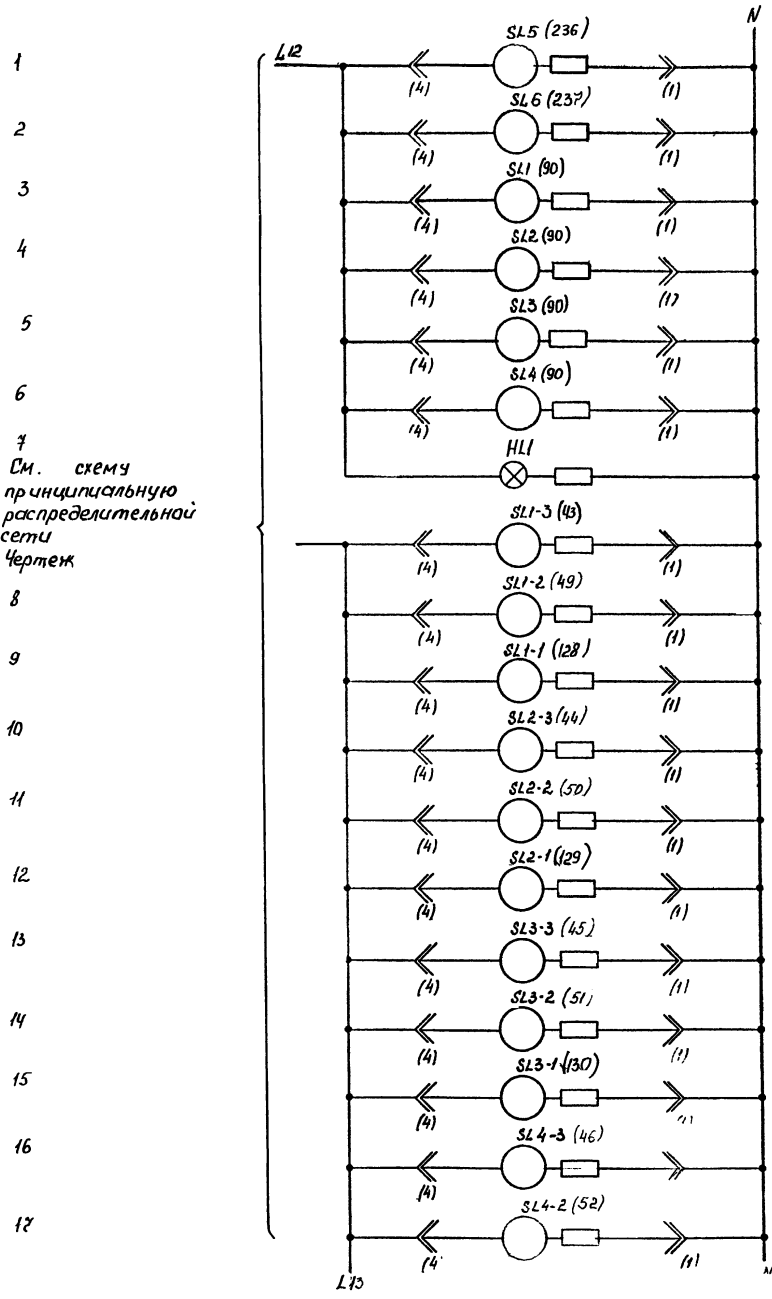 N
SL5 (236)
1
L12
(4)
(1)
SL6 (237)
2
(4)
(1)
SL1 (90)
3
(4)
(1)
SL2 (90)
4
(4)
(1)
SL3 (90)
5
(4)
(1)
SL4 (90)
6
(4)
(1)
7
HL1
См. схему
принципиальную
распределительной
сети
Чертеж
SL1-3 (43)
(4)
(1)
SL1-2 (49)
8
(4)
(1)
SL1-1 (128)
9
(4)
(1)
SL2-3 (44)
10
(4)
(1)
SL2-2 (50)
11
(4)
(1)
SL2-1 (129)
12
(4)
(1)
SL3-3 (45)
13
(4)
(1)
SL3-2 (51)
14
(4)
(1)
SL3-1 (130)
15
(4)
(1)
SL4-3 (46)
16
(4)
SL4-2 (52)
17
(4
(1)
L13
N